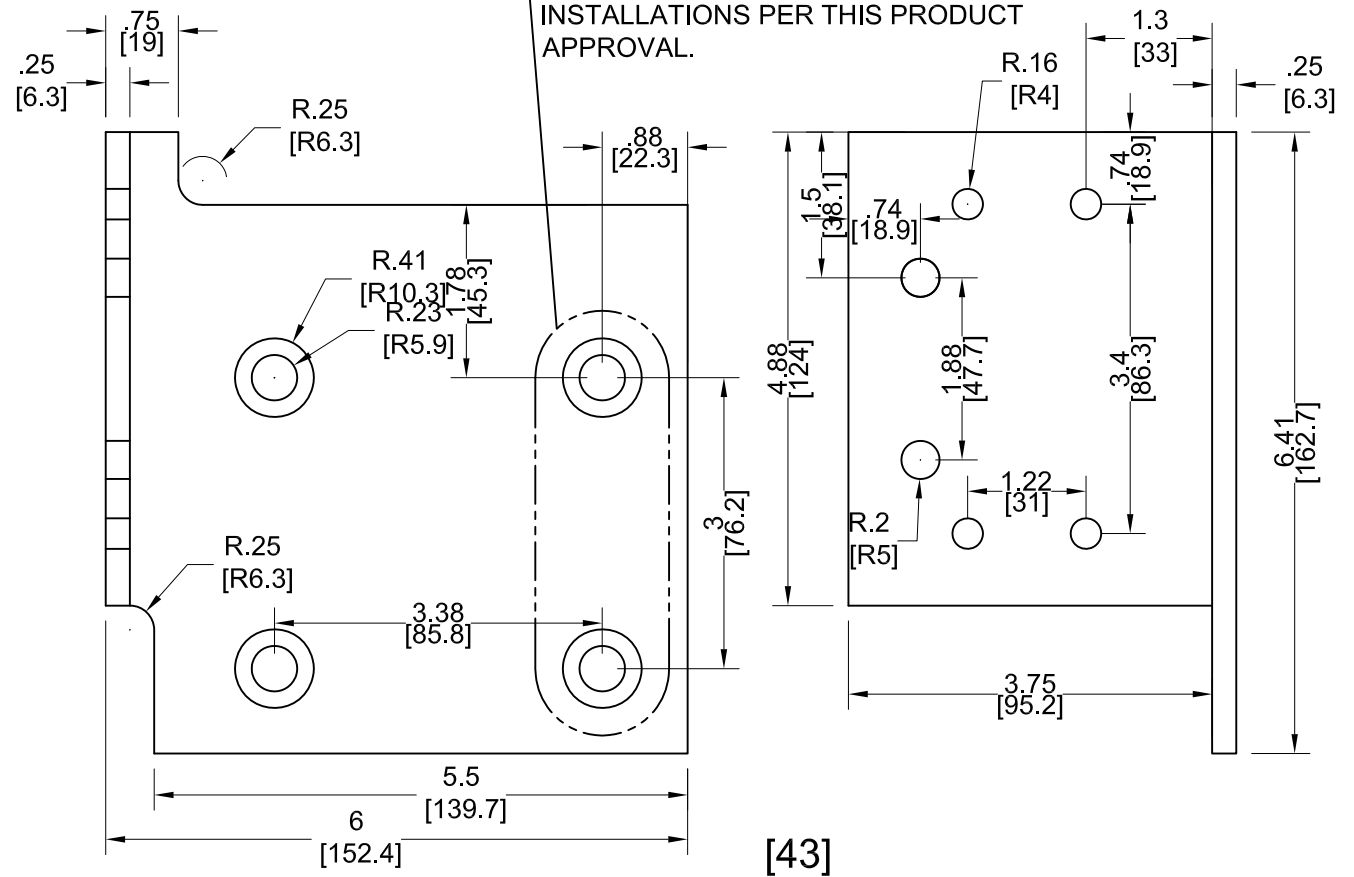 INSTALLATIONS PER THIS PRODUCT
APPROVAL.
.75
[19]
.25
[6.3]
R.25
[R6.3]
.88
[22.3]
R.41
[R10.3]
R.23
[R5.9]
1.78
[45.3]
3
[76.2]
R.25
[R6.3]
3.38
[85.8]
5.5
[139.7]
6
[152.4]
1.3
[33]
R.16
[R4]
.25
[6.3]
.74
[18.9]
1.5
[38.1]
.74
[18.9]
4.88
[124]
1.88
[47.7]
3.4
[86.3]
6.41
[162.7]
1.22
[31]
R.2
[R5]
3.75
[95.2]
[43]